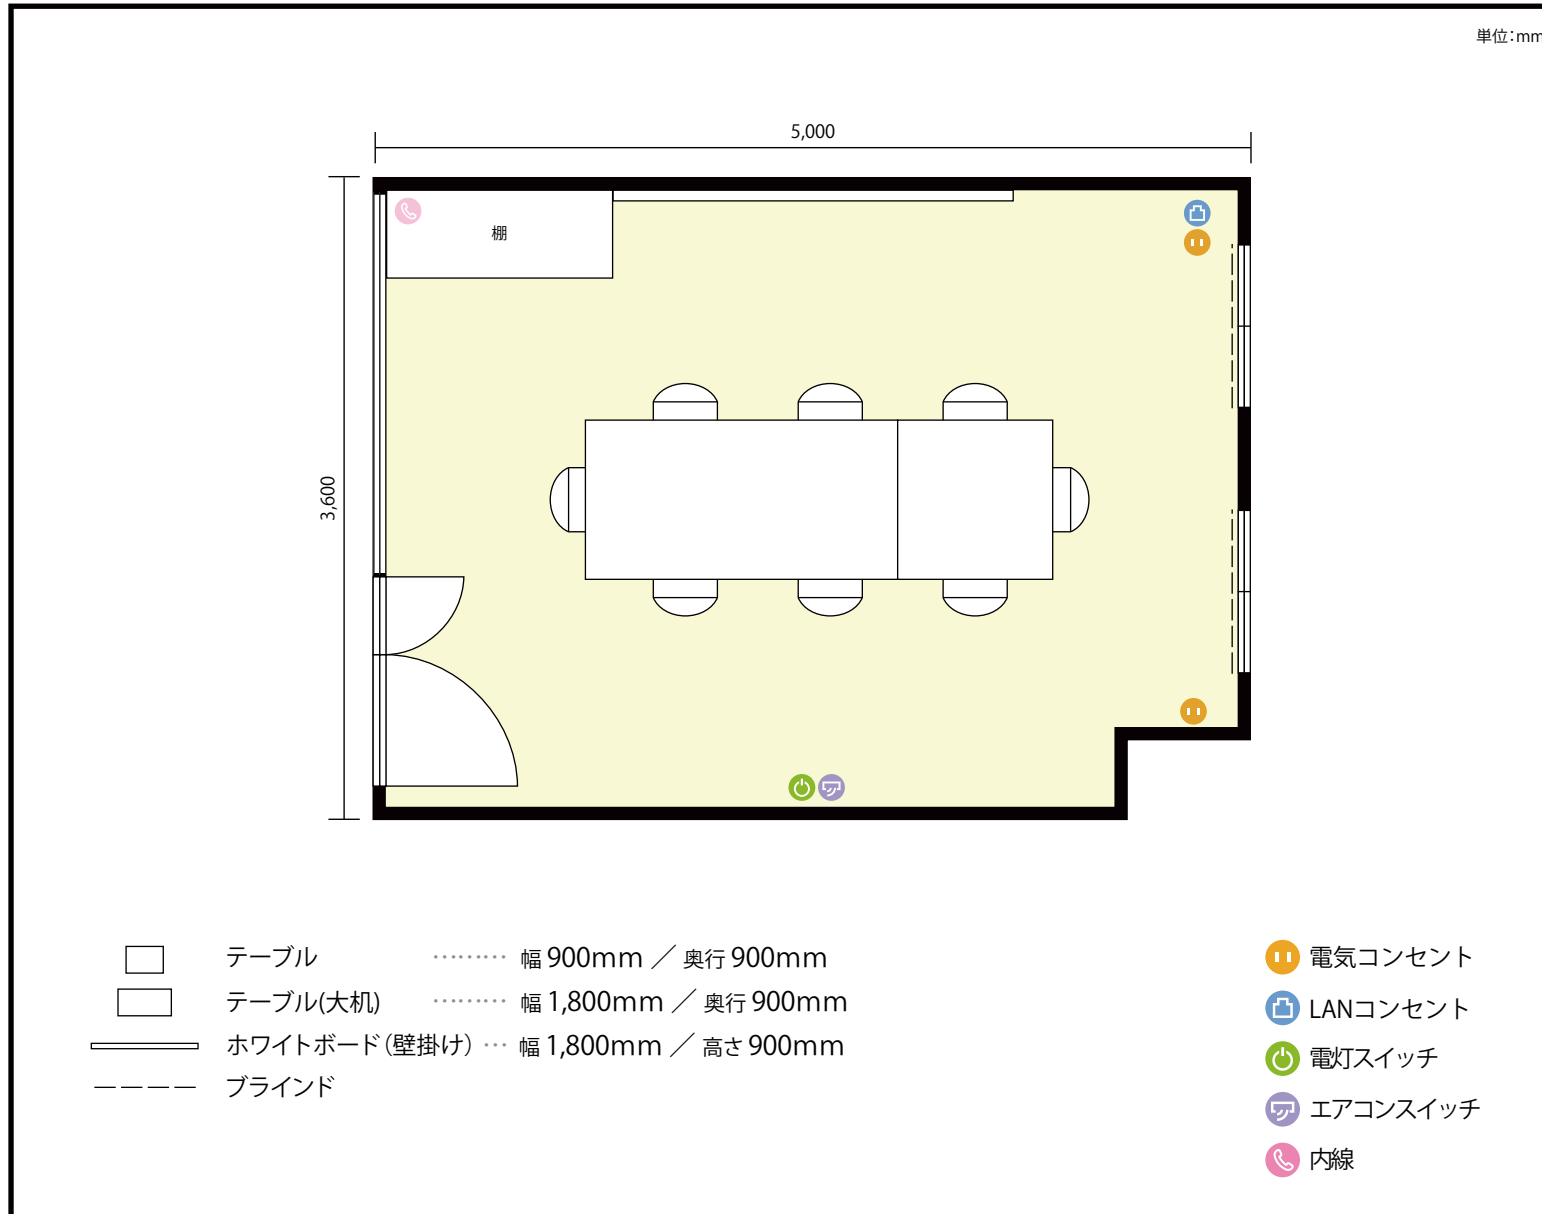 単位：mm
5,000
棚
3,600
テーブル ……… 幅 900mm ／ 奥行 900mm
テーブル(大机) ……… 幅 1,800mm ／ 奥行 900mm
ホワイトボード（壁掛け） … 幅 1,800mm ／ 高さ 900mm
ブラインド
電気コンセント
LANコンセント
電灯スイッチ
エアコンスイッチ
内線